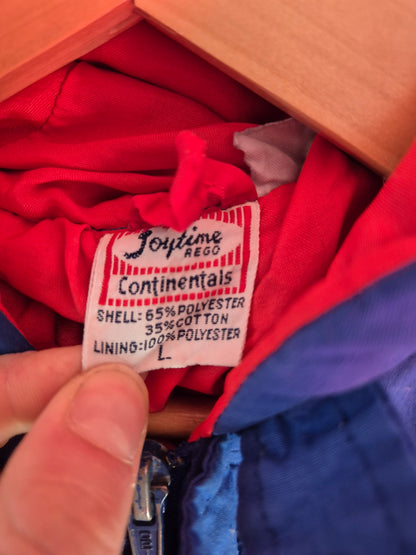 Joytime
REGD
Continentals
SHELL: 65% POLYESTER
35% COTTON
LINING: 100% POLYESTER
L